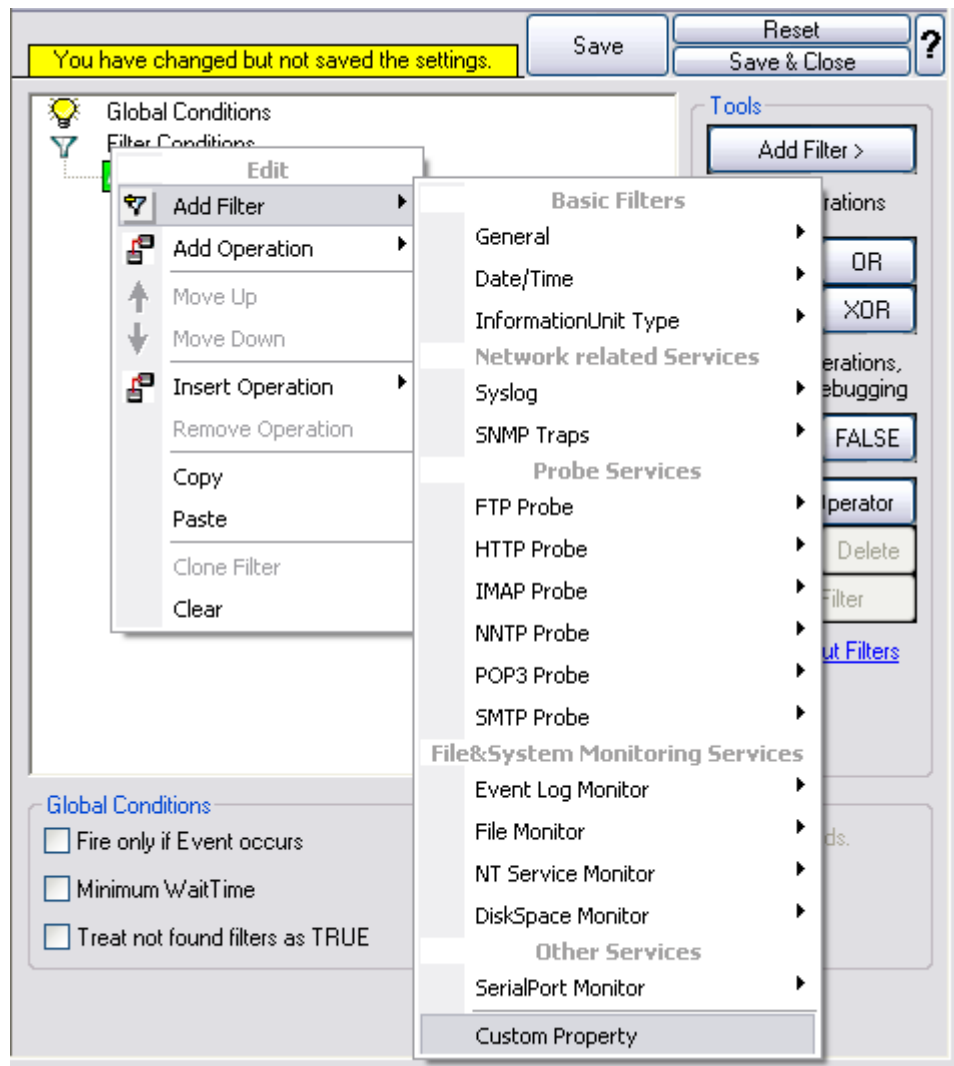 You have changed but not saved the settings.
Save
Reset
Save & Close
?
Global Conditions
Filter Conditions
Tools
Add Filter >
rations
OR
XOR
erations,
ebugging
FALSE
perator
Delete
Filter
ut Filters
Edit
Add Filter
Add Operation
Move Up
Move Down
Insert Operation
Remove Operation
Copy
Paste
Clone Filter
Clear
Basic Filters
General
Date/Time
InformationUnit Type
Network related Services
Syslog
SNMP Traps
Probe Services
FTP Probe
HTTP Probe
IMAP Probe
NNTP Probe
POP3 Probe
SMTP Probe
File&System Monitoring Services
Event Log Monitor
File Monitor
NT Service Monitor
DiskSpace Monitor
Other Services
SerialPort Monitor
Custom Property
Global Conditions
Fire only if Event occurs
Minimum WaitTime
Treat not found filters as TRUE
ds.